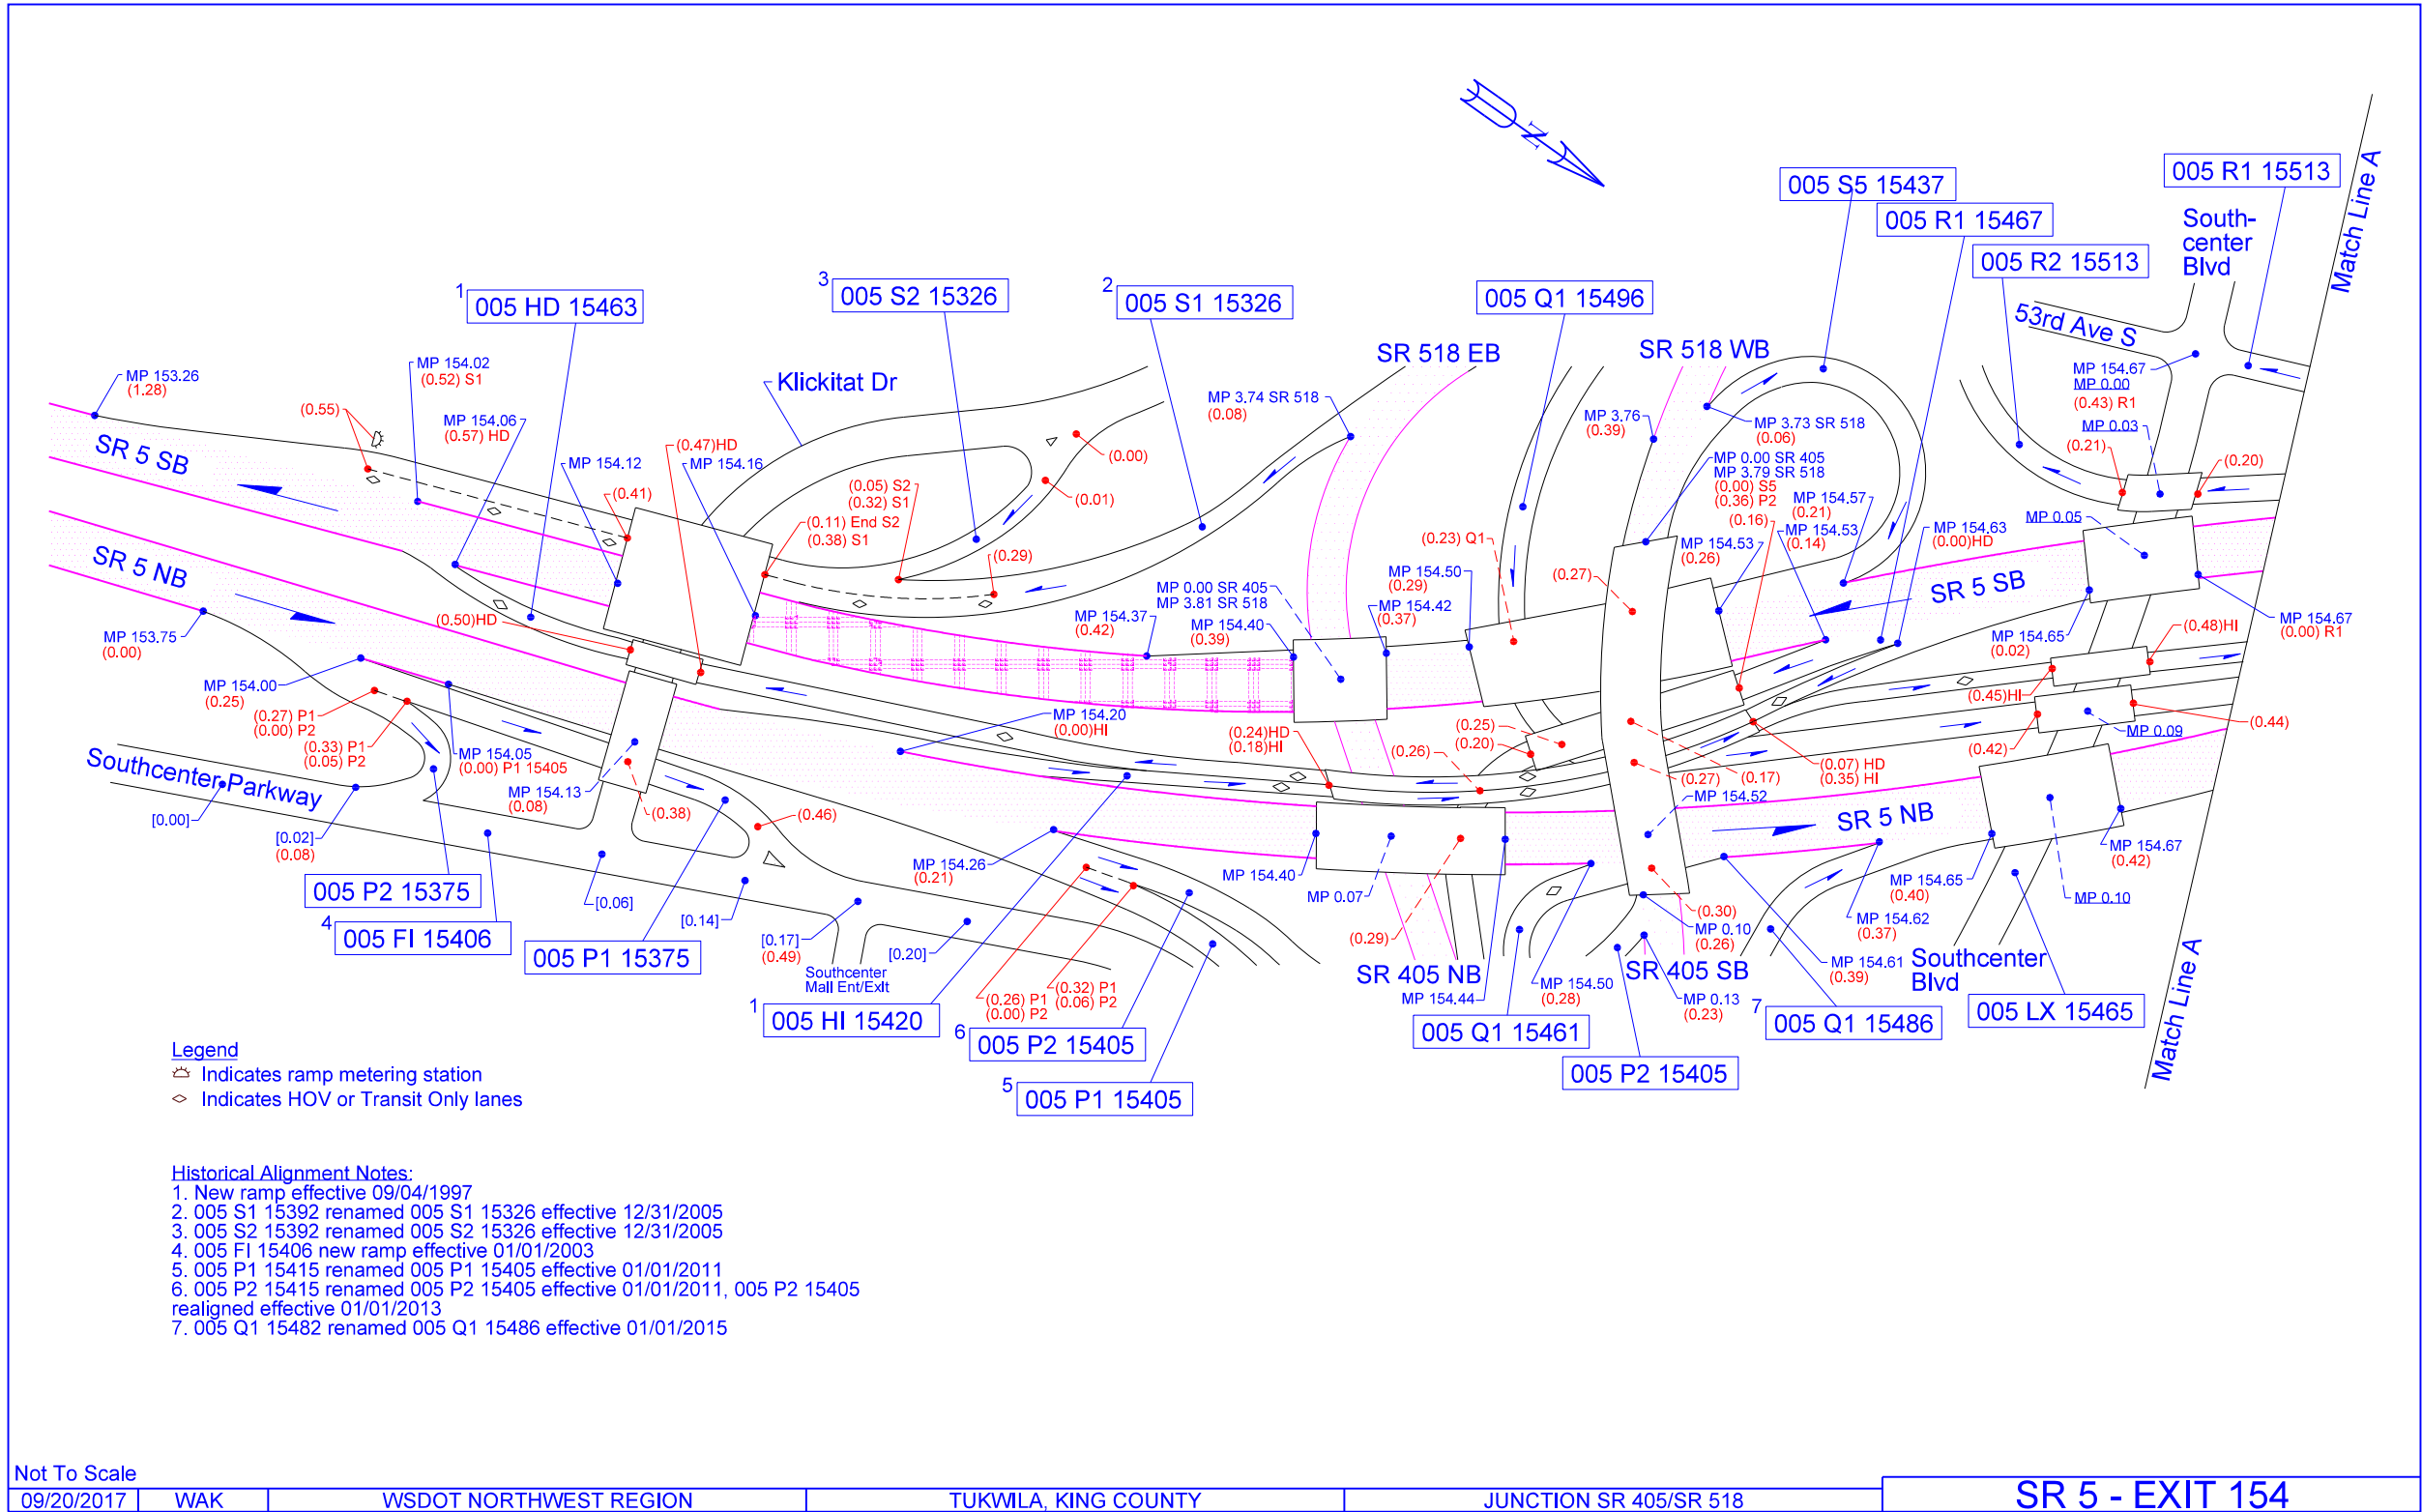 005 S5 15437
005 R1 15513
005 R1 15467
South-
center
Blvd
Match Line A
005 R2 15513
N
1
005 HD 15463
3
005 S2 15326
2
005 S1 15326
005 Q1 15496
53rd Ave S
SR 518 EB
SR 518 WB
MP 153.26
(1.28)
MP 154.02
(0.52) S1
Klickitat Dr
MP 154.67
MP 0.00
(0.43) R1
MP 3.74 SR 518
(0.08)
MP 3.76
(0.39)
MP 3.73 SR 518
(0.06)
(0.55)
MP 154.06
(0.57) HD
(0.47)HD
MP 154.12
MP 154.16
(0.00)
(0.01)
MP 0.03
(0.21)
(0.20)
SR 5 SB
MP 0.00 SR 405
MP 3.79 SR 518
(0.00) S5
(0.36) P2
MP 154.57
(0.21)
(0.16)
MP 154.53
(0.14)
MP 154.63
(0.00)HD
MP 0.05
(0.41)
(0.05) S2
(0.32) S1
(0.11) End S2
(0.38) S1
(0.29)
(0.23) Q1
MP 154.53
(0.26)
(0.27)
SR 5 NB
MP 154.50
(0.29)
MP 0.00 SR 405
MP 3.81 SR 518
MP 154.42
(0.37)
MP 154.37
(0.42)
MP 154.40
(0.39)
SR 5 SB
MP 154.67
(0.00) R1
MP 154.65
(0.02)
(0.48)HI
(0.50)HD
MP 153.75
(0.00)
MP 154.00
(0.25)
(0.27) P1
(0.00) P2
(0.33) P1
(0.05) P2
MP 154.05
(0.00) P1 15405
MP 154.13
(0.08)
(0.38)
(0.46)
MP 154.20
(0.00)HI
(0.24)HD
(0.18)HI
(0.25)
(0.20)
(0.26)
(0.27)
(0.17)
(0.07) HD
(0.35) HI
(0.45)HI
(0.42)
MP 0.09
(0.44)
MP 154.52
SR 5 NB
Southcenter Parkway
[0.00]
[0.02]
(0.08)
005 P2 15375
4
005 FI 15406
[0.06]
005 P1 15375
[0.14]
[0.17]
(0.49)
Southcenter
Mall Ent/Exit
[0.20]
MP 154.26
(0.21)
MP 154.40
MP 0.07
(0.29)
SR 405 NB
MP 154.44
MP 154.50
(0.28)
(0.30)
MP 0.10
(0.26)
SR 405 SB
MP 0.13
(0.23)
MP 154.61
(0.39)
MP 154.62
(0.37)
MP 154.65
(0.40)
MP 154.67
(0.42)
MP 0.10
Southcenter
Blvd
Match Line A
(0.26) P1
(0.00) P2
(0.32) P1
(0.06) P2
1
005 HI 15420
6
005 P2 15405
5
005 P1 15405
005 Q1 15461
005 P2 15405
7
005 Q1 15486
005 LX 15465
Legend
Indicates ramp metering station
Indicates HOV or Transit Only lanes
Historical Alignment Notes:
1. New ramp effective 09/04/1997
2. 005 S1 15392 renamed 005 S1 15326 effective 12/31/2005
3. 005 S2 15392 renamed 005 S2 15326 effective 12/31/2005
4. 005 FI 15406 new ramp effective 01/01/2003
5. 005 P1 15415 renamed 005 P1 15405 effective 01/01/2011
6. 005 P2 15415 renamed 005 P2 15405 effective 01/01/2011, 005 P2 15405
realigned effective 01/01/2013
7. 005 Q1 15482 renamed 005 Q1 15486 effective 01/01/2015
Not To Scale
09/20/2017
WAK
WSDOT NORTHWEST REGION
TUKWILA, KING COUNTY
JUNCTION SR 405/SR 518
SR 5 - EXIT 154